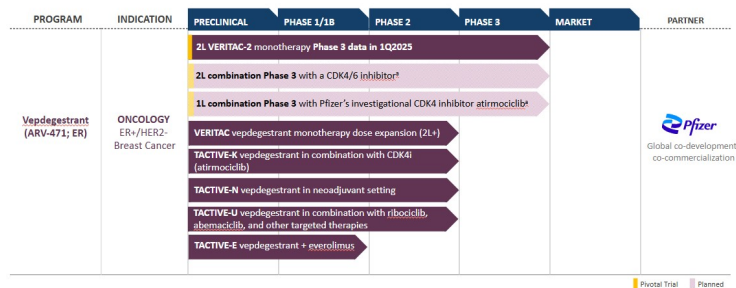 PROGRAM
INDICATION
PRECLINICAL
PHASE 1/1B
PHASE 2
PHASE 3
MARKET
PARTNER
2L VERITAC-2 monotherapy Phase 3 data in 1Q2025
2L combination Phase 3 with a CDK4/6 inhibitor
1L combination Phase 3 with Pfizer's investigational CDK4 inhibitor atirmociclib
Vepdegestrant
(ARV-471; ER)
ONCOLOGY
ER+/HER2-
Breast Cancer
VERITAC vepdegestrant monotherapy dose expansion (2L+)
TACTIVE-K vepdegestrant in combination with CDK4i
(atirmociclib)
TACTIVE-N vepdegestrant in neoadjuvant setting
TACTIVE-U vepdegestrant in combination with ribociclib,
abemaciclib, and other targeted therapies
TACTIVE-E vepdegestrant + everolimus
Pfizer
Global co-development
co-commercialization
Pivotal Trial
Planned